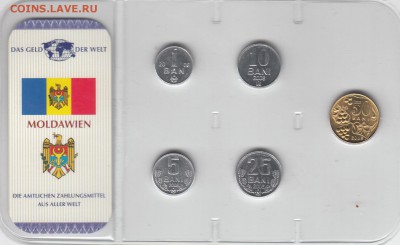 COINS.LAVE.RU
DAS GELD DER WELT
MOLDAWIEN
DIE AMTLICHEN ZAHLUNGSMITTEL
AUS ALLER WELT
1
BAN
10
BANI
5
BANI
25
BANI
50